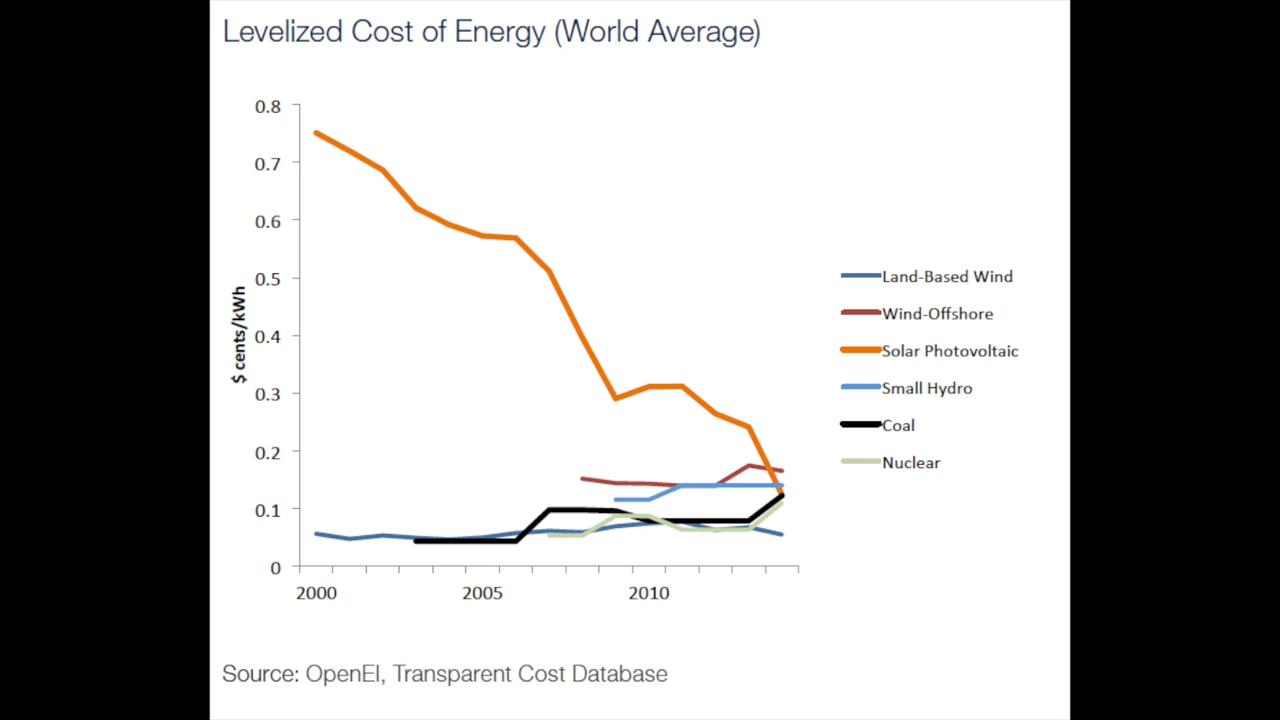 Levelized Cost of Energy (World Average)
0.8
0.7
0.6
0.5
0.4
0.3
0.2
0.1
0
$ cents/kWh
2000 2005 2010
Land-Based Wind
Wind-Offshore
Solar Photovoltaic
Small Hydro
Coal
Nuclear
Source: OpenEI, Transparent Cost Database